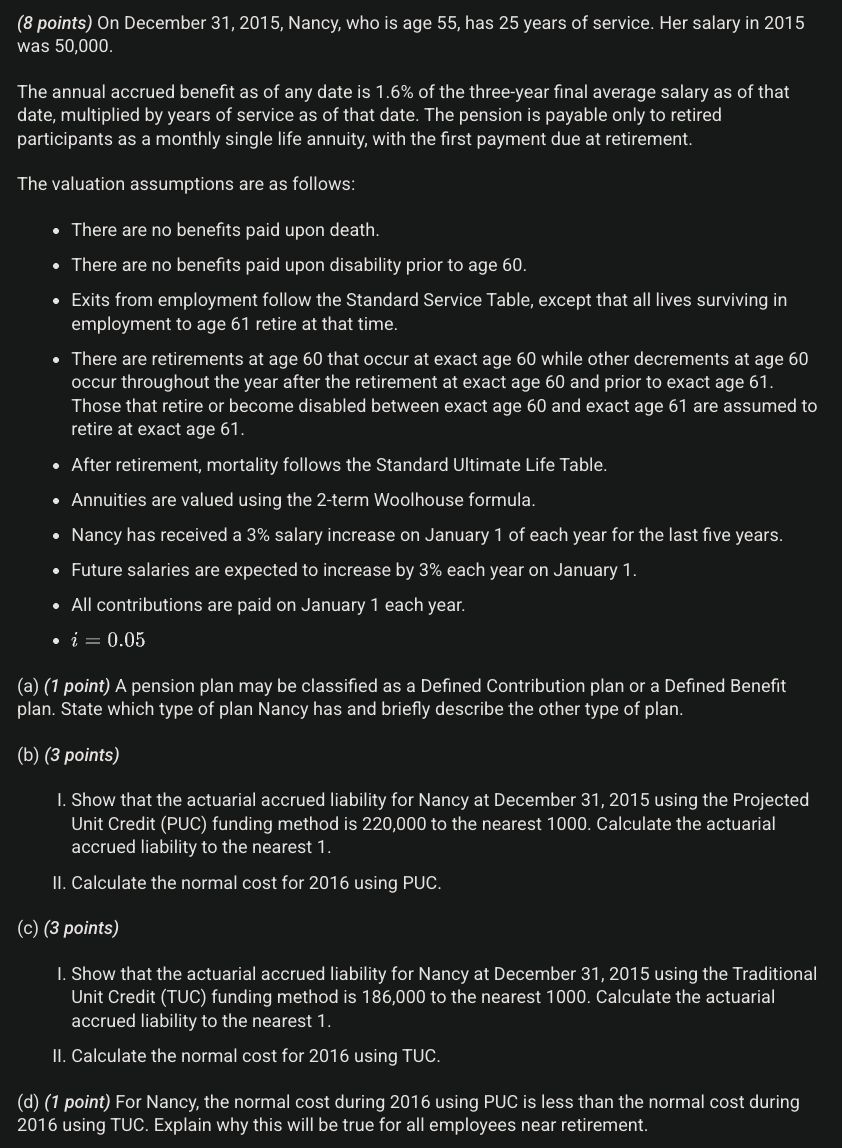 (8 points) On December 31, 2015, Nancy, who is age 55, has 25 years of service. Her salary in 2015
was 50,000.
The annual accrued benefit as of any date is 1.6% of the three-year final average salary as of that
date, multiplied by years of service as of that date. The pension is payable only to retired
participants as a monthly single life annuity, with the first payment due at retirement.
The valuation assumptions are as follows:
• There are no benefits paid upon death.
• There are no benefits paid upon disability prior to age 60.
• Exits from employment follow the Standard Service Table, except that all lives surviving in
employment to age 61 retire at that time.
• There are retirements at age 60 that occur at exact age 60 while other decrements at age 60
occur throughout the year after the retirement at exact age 60 and prior to exact age 61.
Those that retire or become disabled between exact age 60 and exact age 61 are assumed to
retire at exact age 61.
• After retirement, mortality follows the Standard Ultimate Life Table.
• Annuities are valued using the 2-term Woolhouse formula.
• Nancy has received a 3% salary increase on January 1 of each year for the last five years.
• Future salaries are expected to increase by 3% each year on January 1.
• All contributions are paid on January 1 each year.
• i = 0.05
(a) (1 point) A pension plan may be classified as a Defined Contribution plan or a Defined Benefit
plan. State which type of plan Nancy has and briefly describe the other type of plan.
(b) (3 points)
I. Show that the actuarial accrued liability for Nancy at December 31, 2015 using the Projected
Unit Credit (PUC) funding method is 220,000 to the nearest 1000. Calculate the actuarial
accrued liability to the nearest 1.
II. Calculate the normal cost for 2016 using PUC.
(c) (3 points)
I. Show that the actuarial accrued liability for Nancy at December 31, 2015 using the Traditional
Unit Credit (TUC) funding method is 186,000 to the nearest 1000. Calculate the actuarial
accrued liability to the nearest 1.
II. Calculate the normal cost for 2016 using TUC.
(d) (1 point) For Nancy, the normal cost during 2016 using PUC is less than the normal cost during
2016 using TUC. Explain why this will be true for all employees near retirement.